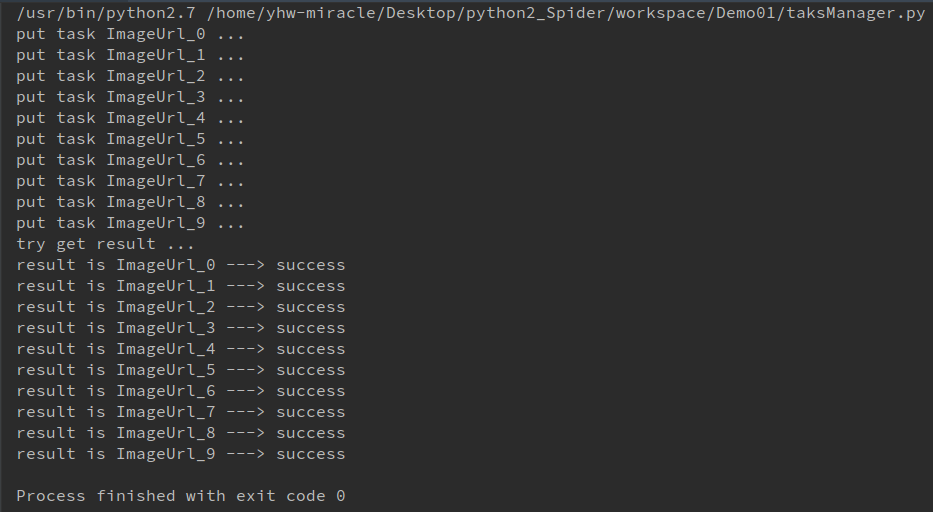 /usr/bin/python2.7 /home/yhw-miracle/Desktop/python2_Spider/workspace/Demo01/taksManager.py
put task ImageUrl_0 ...
put task ImageUrl_1 ...
put task ImageUrl_2 ...
put task ImageUrl_3 ...
put task ImageUrl_4 ...
put task ImageUrl_5 ...
put task ImageUrl_6 ...
put task ImageUrl_7 ...
put task ImageUrl_8 ...
put task ImageUrl_9 ...
try get result ...
result is ImageUrl_0 ---> success
result is ImageUrl_1 ---> success
result is ImageUrl_2 ---> success
result is ImageUrl_3 ---> success
result is ImageUrl_4 ---> success
result is ImageUrl_5 ---> success
result is ImageUrl_6 ---> success
result is ImageUrl_7 ---> success
result is ImageUrl_8 ---> success
result is ImageUrl_9 ---> success
Process finished with exit code 0